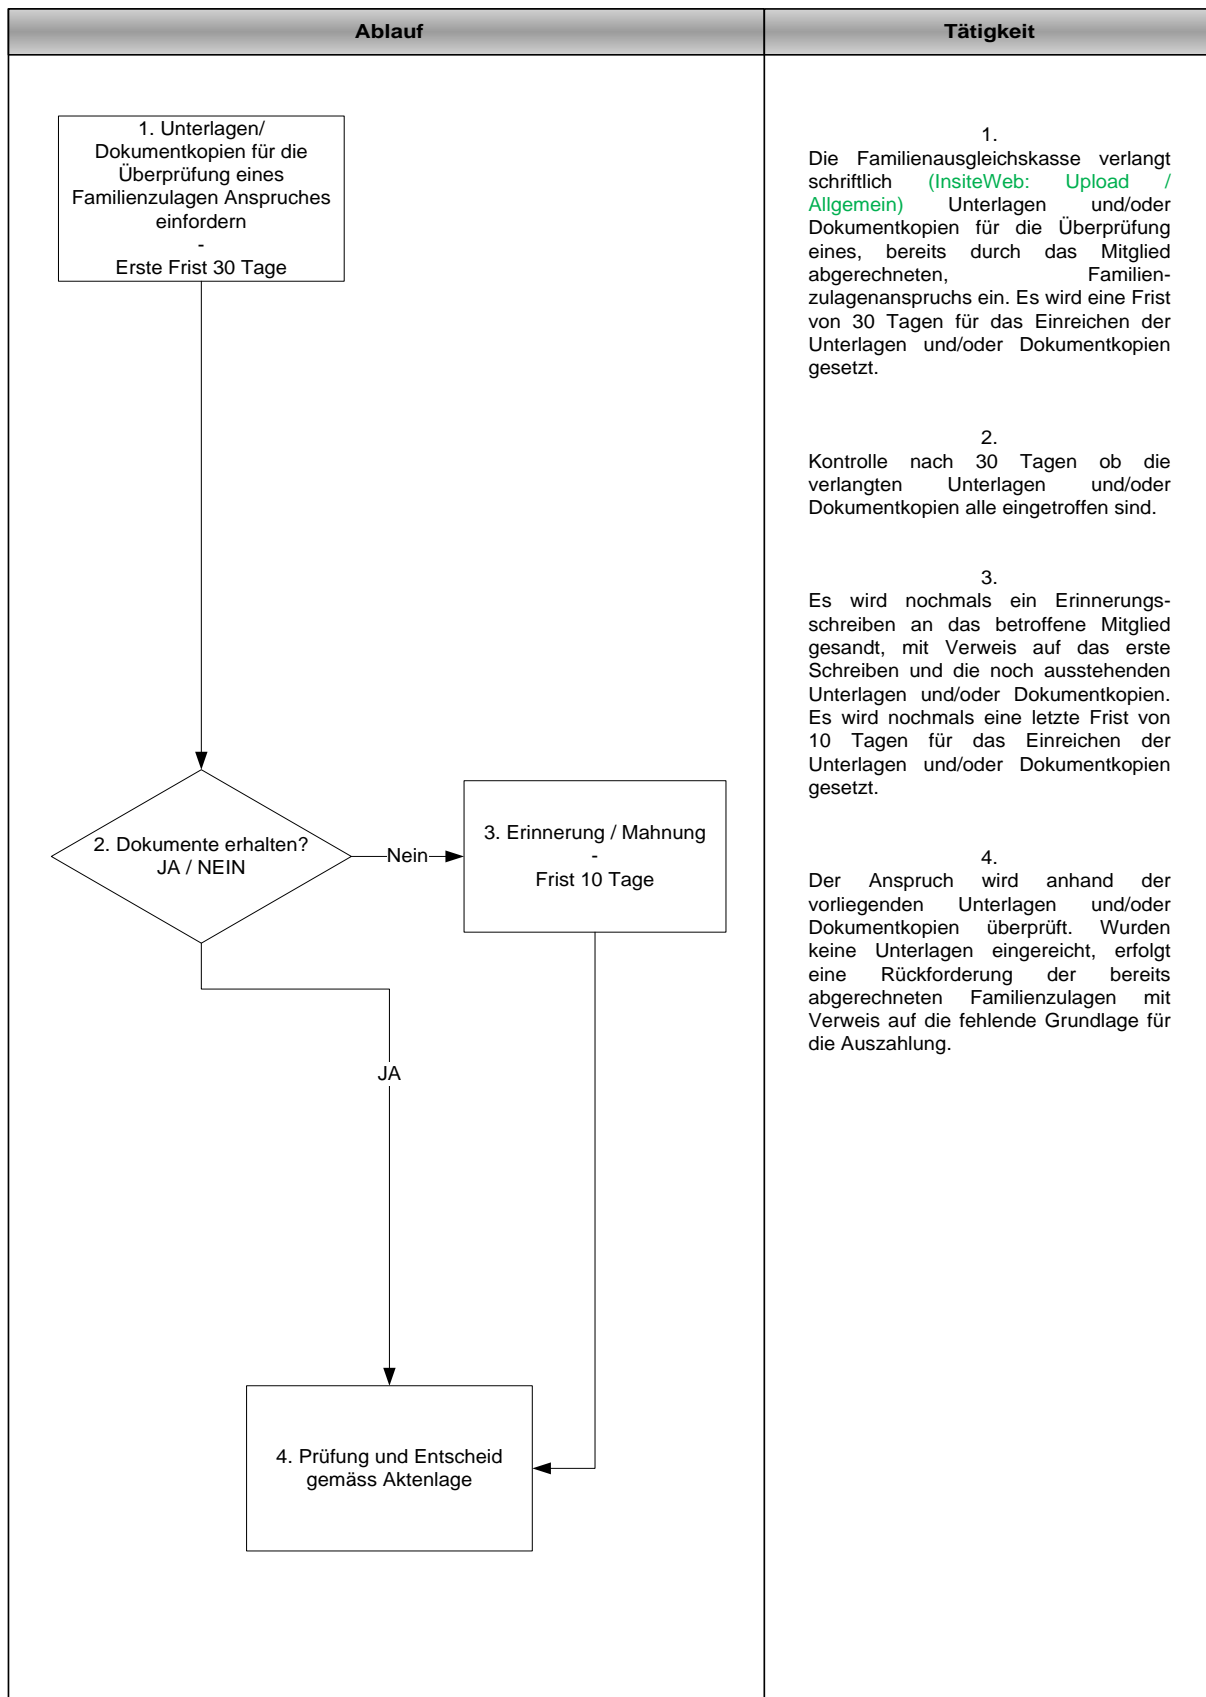 Ablauf
Tätigkeit
1. Unterlagen/
Dokumentkopien für die
Überprüfung eines
Familienzulagen Anspruches
einfordern
-
Erste Frist 30 Tage
2. Dokumente erhalten?
JA / NEIN
Nein
3. Erinnerung / Mahnung
-
Frist 10 Tage
JA
4. Prüfung und Entscheid
gemäss Aktenlage
1.
Die Familienausgleichskasse verlangt
schriftlich (InsiteWeb: Upload /
Allgemein) Unterlagen und/oder
Dokumentkopien für die Überprüfung
eines, bereits durch das Mitglied
abgerechneten, Familien-
zulagenanspruchs ein. Es wird eine Frist
von 30 Tagen für das Einreichen der
Unterlagen und/oder Dokumentkopien
gesetzt.
2.
Kontrolle nach 30 Tagen ob die
verlangten Unterlagen und/oder
Dokumentkopien alle eingetroffen sind.
3.
Es wird nochmals ein Erinnerungs-
schreiben an das betroffene Mitglied
gesandt, mit Verweis auf das erste
Schreiben und die noch ausstehenden
Unterlagen und/oder Dokumentkopien.
Es wird nochmals eine letzte Frist von
10 Tagen für das Einreichen der
Unterlagen und/oder Dokumentkopien
gesetzt.
4.
Der Anspruch wird anhand der
vorliegenden Unterlagen und/oder
Dokumentkopien überprüft. Wurden
keine Unterlagen eingereicht, erfolgt
eine Rückforderung der bereits
abgerechneten Familienzulagen mit
Verweis auf die fehlende Grundlage für
die Auszahlung.